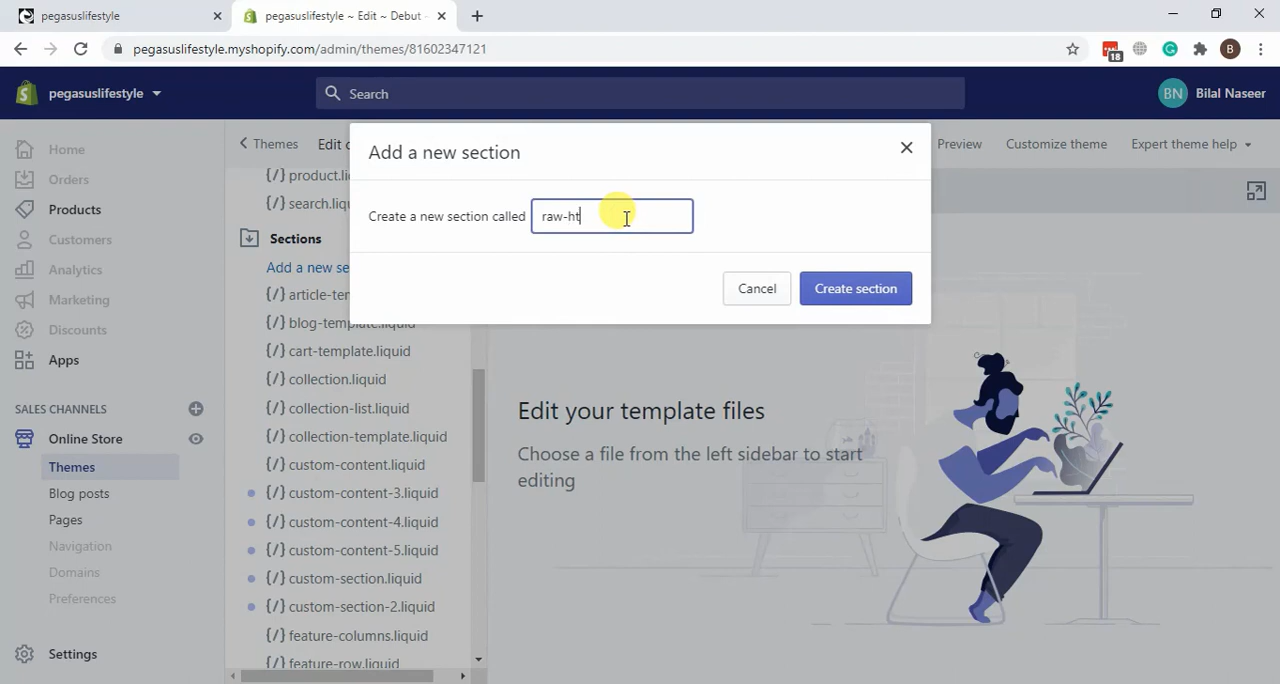 pegasuslifestyle
pegasuslifestyle ~ Edit ~ Debut
pegasuslifestyle.myshopify.com/admin/themes/81602347121
18
B
pegasuslifestyle
Search
BN
Bilal Naseer
Home
Orders
Products
Customers
Analytics
Marketing
Discounts
Apps
SALES CHANNELS
Online Store
Themes
Blog posts
Pages
Navigation
Domains
Preferences
Settings
Themes
Preview
Customize theme
Expert theme help
{/} product.li
{/} search.liq
Sections
Add a new se
{/} article-ten
{/} blog-template.liquid
{/} cart-template.liquid
{/} collection.liquid
{/} collection-list.liquid
{/} collection-template.liquid
{/} custom-content.liquid
{/} custom-content-3.liquid
{/} custom-content-4.liquid
{/} custom-content-5.liquid
{/} custom-section.liquid
{/} custom-section-2.liquid
{/} feature-columns.liquid
{/} feature-row.liquid
Add a new section
Create a new section called raw-ht
Cancel
Create section
Edit your template files
Choose a file from the left sidebar to start
editing